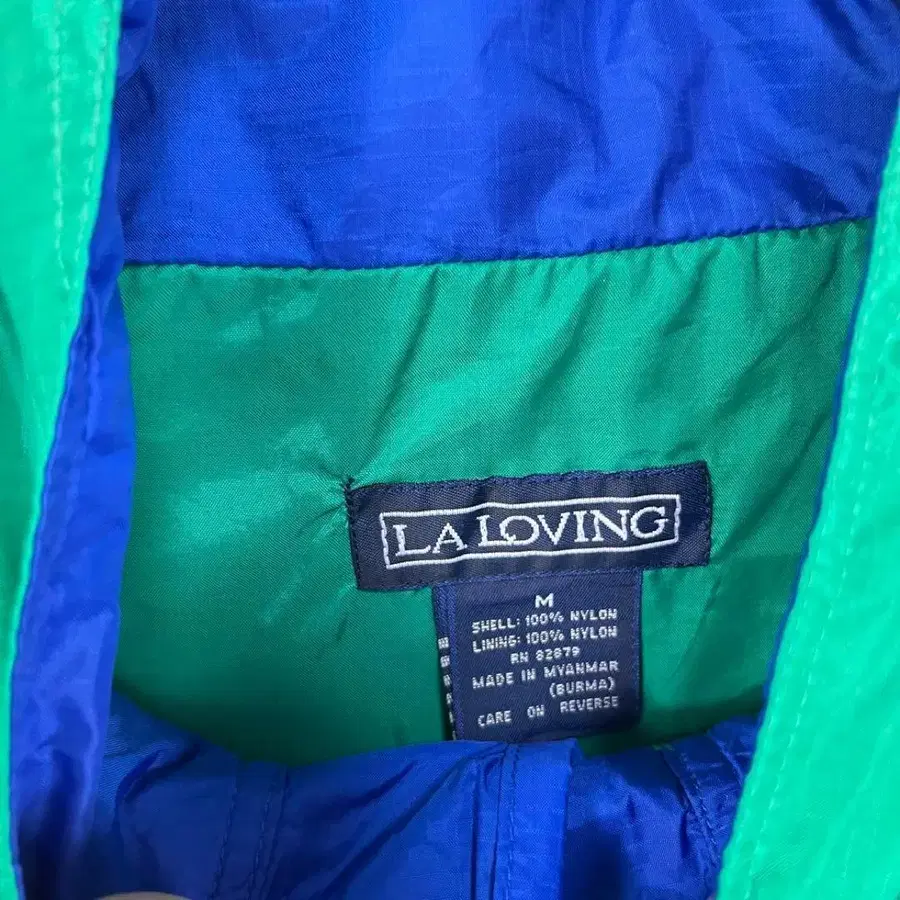 LA LOVING
M
SHELL: 100% NYLON
LINING: 100% NYLON
RN 82879
MADE IN MYANMAR
(BURMA)
CARE ON REVERSE